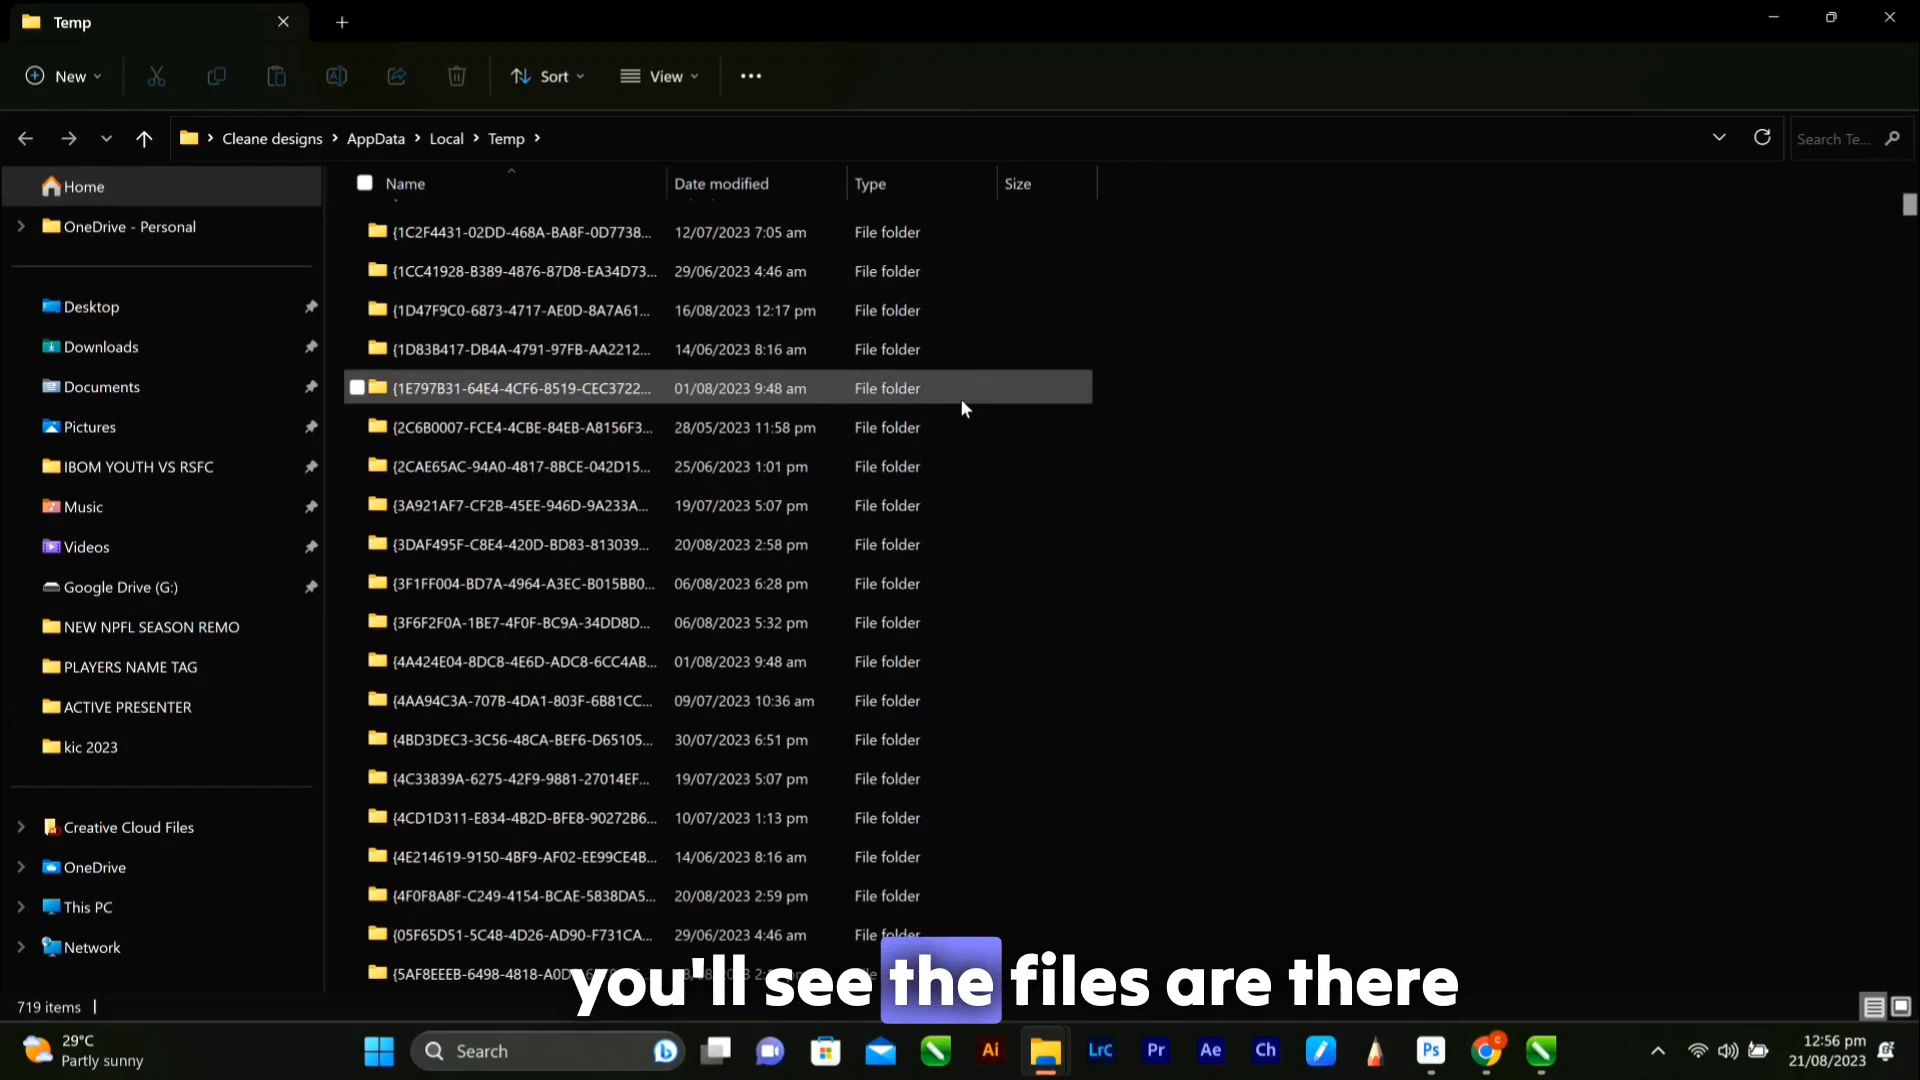 Temp
New
Sort
View
Cleane designs > AppData > Local > Temp >
Search Te...
Home
OneDrive - Personal
Desktop
Downloads
Documents
Pictures
IBOM YOUTH VS RSFC
Music
Videos
Google Drive (G:)
NEW NPFL SEASON REMO
PLAYERS NAME TAG
ACTIVE PRESENTER
kic 2023
Creative Cloud Files
OneDrive
This PC
Network
Name Date modified Type Size
{1C2F4431-02DD-468A-BA8F-0D7738... 12/07/2023 7:05 am File folder
{1CC41928-B389-4876-87D8-EA34D73... 29/06/2023 4:46 am File folder
{1D47F9C0-6873-4717-AE0D-8A7A61... 16/08/2023 12:17 pm File folder
{1D83B417-DB4A-4791-97FB-AA2212... 14/06/2023 8:16 am File folder
{1E797B31-64E4-4CF6-8519-CEC3722... 01/08/2023 9:48 am File folder
{2C6B0007-FCE4-4CBE-84EB-A8156F3... 28/05/2023 11:58 pm File folder
{2CAE65AC-94A0-4817-8BCE-042D15... 25/06/2023 1:01 pm File folder
{3A921AF7-CF2B-45EE-946D-9A233A... 19/07/2023 5:07 pm File folder
{3DAF495F-C8E4-420D-BD83-813039... 20/08/2023 2:58 pm File folder
{3F1FF004-BD7A-4964-A3EC-B015BB0... 06/08/2023 6:28 pm File folder
{3F6F2F0A-1BE7-4F0F-BC9A-34DD8D... 06/08/2023 5:32 pm File folder
{4A424E04-8DC8-4E6D-ADC8-6CC4AB... 01/08/2023 9:48 am File folder
{4AA94C3A-707B-4DA1-803F-6B81CC... 09/07/2023 10:36 am File folder
{4BD3DEC3-3C56-48CA-BEF6-D65105... 30/07/2023 6:51 pm File folder
{4C33839A-6275-42F9-9881-27014EF... 19/07/2023 5:07 pm File folder
{4CD1D311-E834-4B2D-BFE8-90272B6... 10/07/2023 1:13 pm File folder
{4E214619-9150-4BF9-AF02-EE99CE4B... 14/06/2023 8:16 am File folder
{4F0F8A8F-C249-4154-BCAE-5838DA5... 20/08/2023 2:59 pm File folder
{05F65D51-5C48-4D26-AD90-F731CA... 29/06/2023 4:46 am File folder
{5AF8EEEB-6498-4818-A0D
you'll see the files are there
719 items
29°C
Partly sunny
Search
Ai
LrC
Pr
Ae
Ch
Ps
12:56 pm
21/08/2023